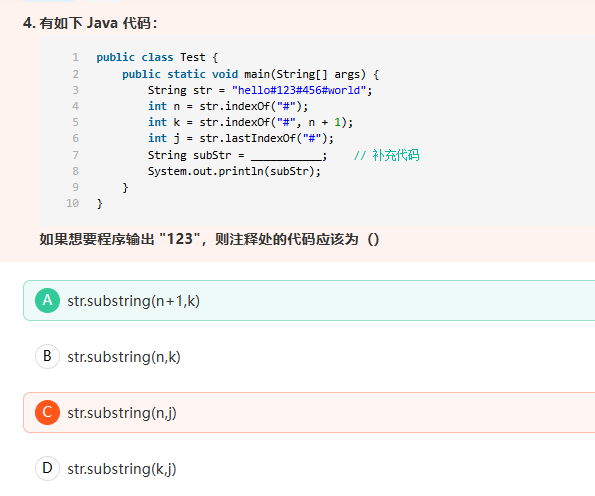 4. 有如下 Java 代码：
1 public class Test {
2     public static void main(String[] args) {
3         String str = "hello#123#456#world";
4         int n = str.indexOf("#");
5         int k = str.indexOf("#", n + 1);
6         int j = str.lastIndexOf("#");
7         String subStr = ___________;    // 补充代码
8         System.out.println(subStr);
9     }
10 }
如果想要程序输出 "123"，则注释处的代码应该为（）
A str.substring(n+1,k)
B str.substring(n,k)
C str.substring(n,j)
D str.substring(k,j)